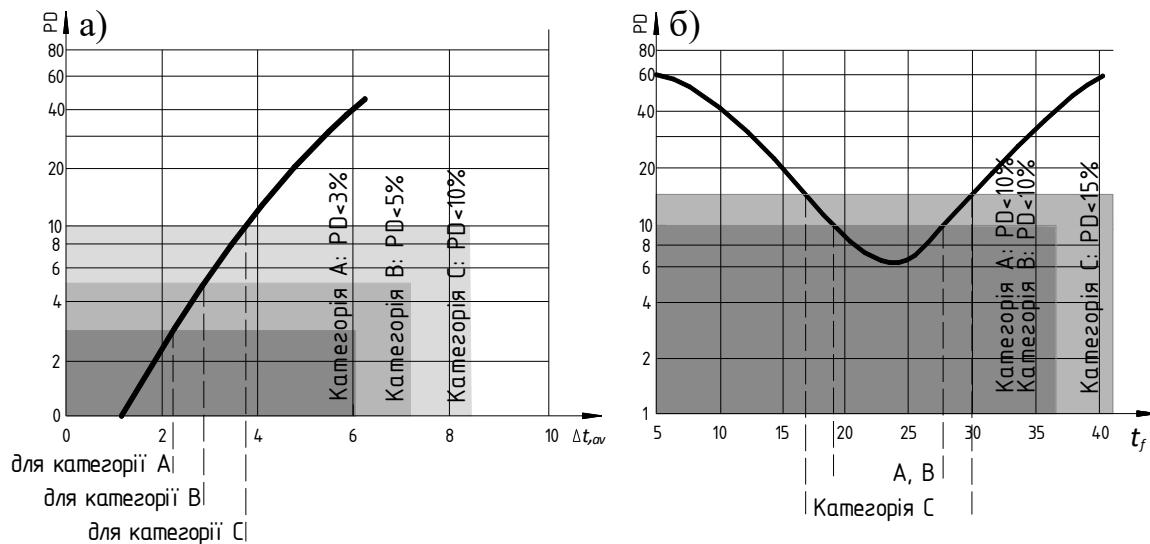 а)
PD
80
60
40
20
10
8
6
4
2
0
0 2 4 6 8 10 Δt,av
Категорія А: PD<3%
Категорія В: PD<5%
Категорія С: PD<10%
для категорії А
для категорії В
для категорії С
б)
PD
80
60
40
20
10
8
6
4
2
1
5 10 15 20 25 30 35 40 tf
Категорія А: PD<10%
Категорія В: PD<10%
Категорія С: PD<15%
А, В
Категорія С